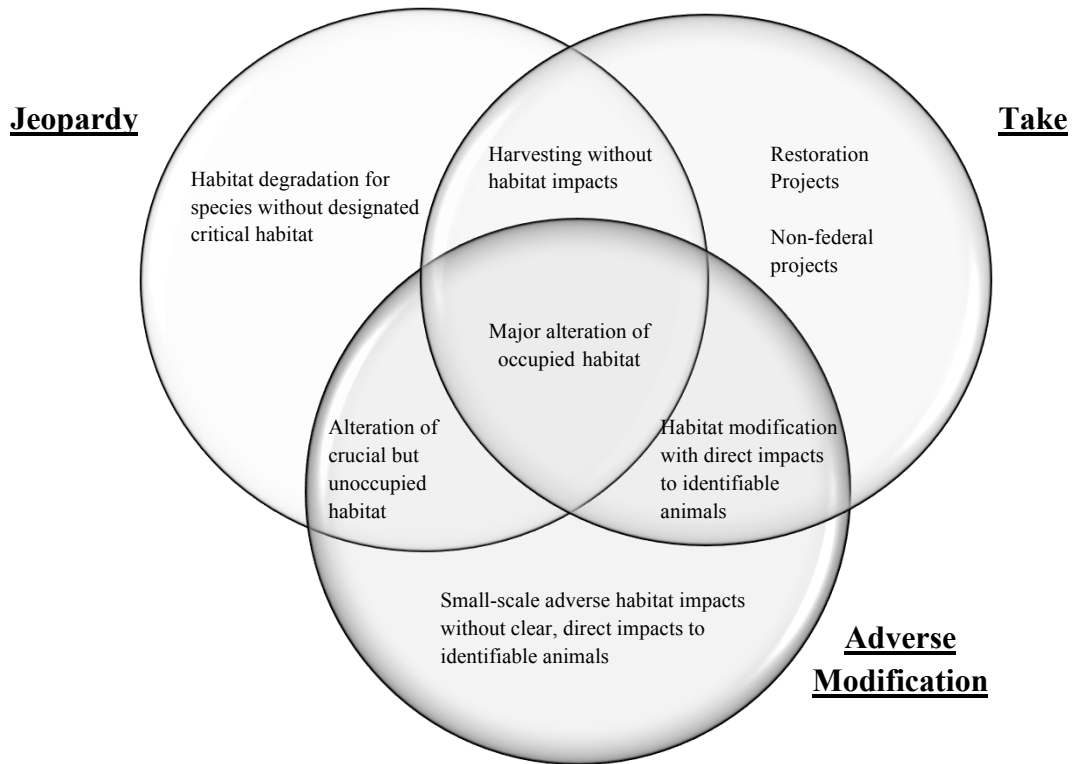 Jeopardy
Take
Harvesting without
habitat impacts
Restoration
Projects
Habitat degradation for
species without designated
critical habitat
Non-federal
projects
Major alteration of
occupied habitat
Alteration of
crucial but
unoccupied
habitat
Habitat modification
with direct impacts
to identifiable
animals
Small-scale adverse habitat impacts
without clear, direct impacts to
identifiable animals
Adverse
Modification